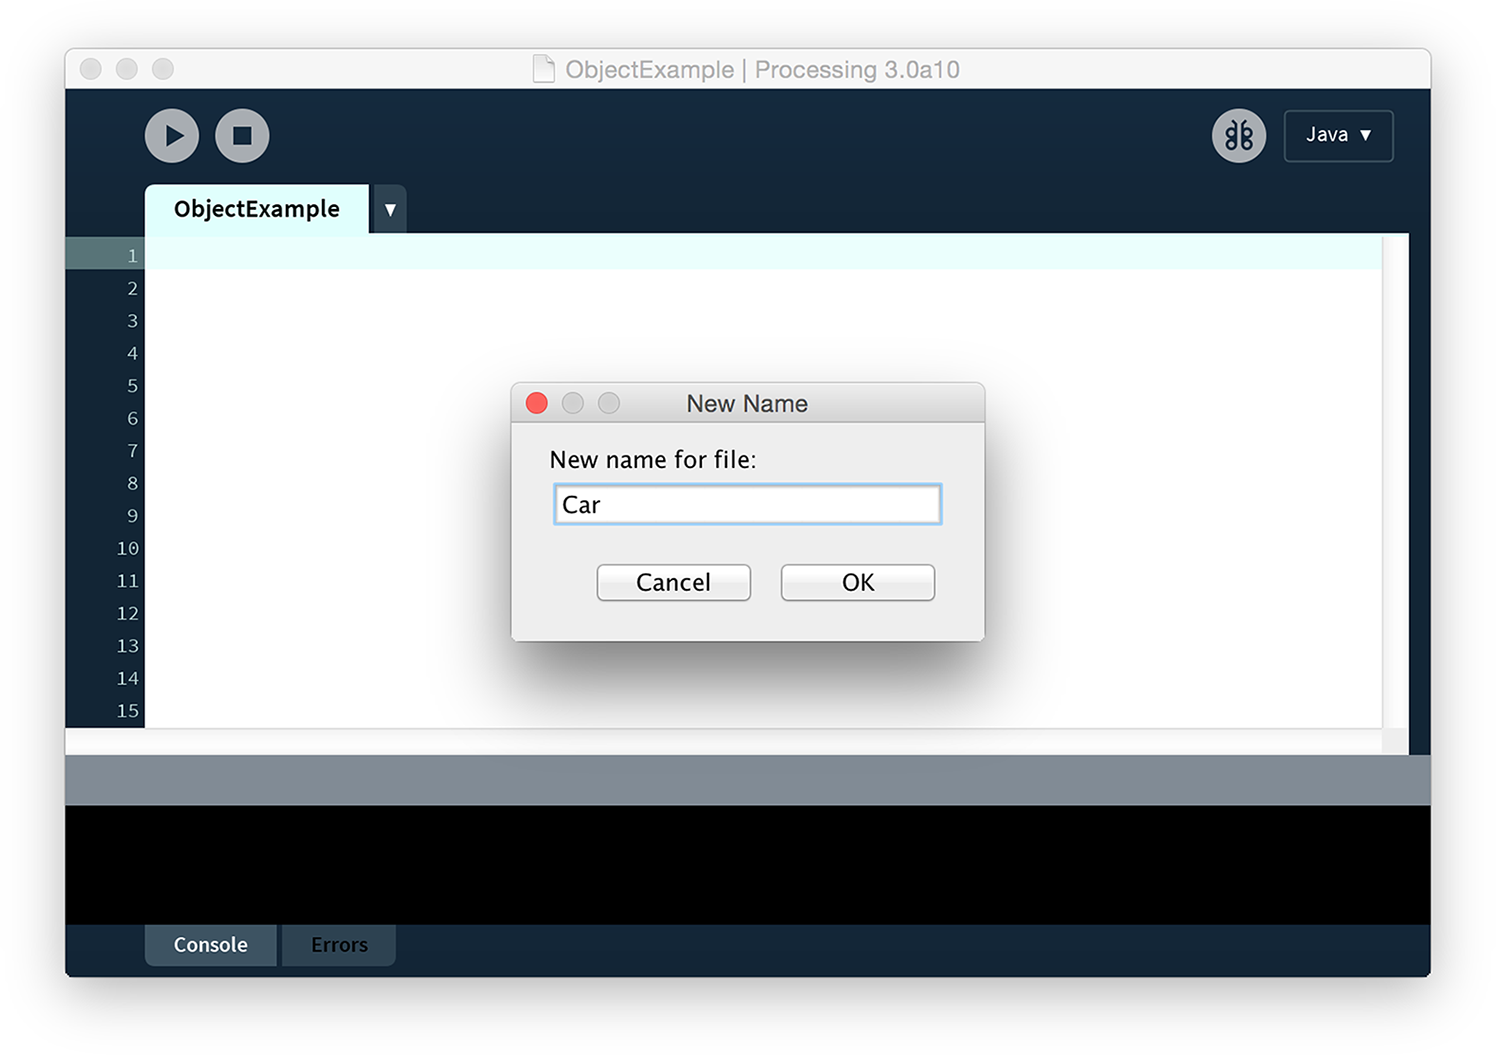 ObjectExample | Processing 3.0a10
Java ▼
ObjectExample ▼
1
2
3
4
5
6
7
8
9
10
11
12
13
14
15
New Name
New name for file:
Car
Cancel OK
Console Errors